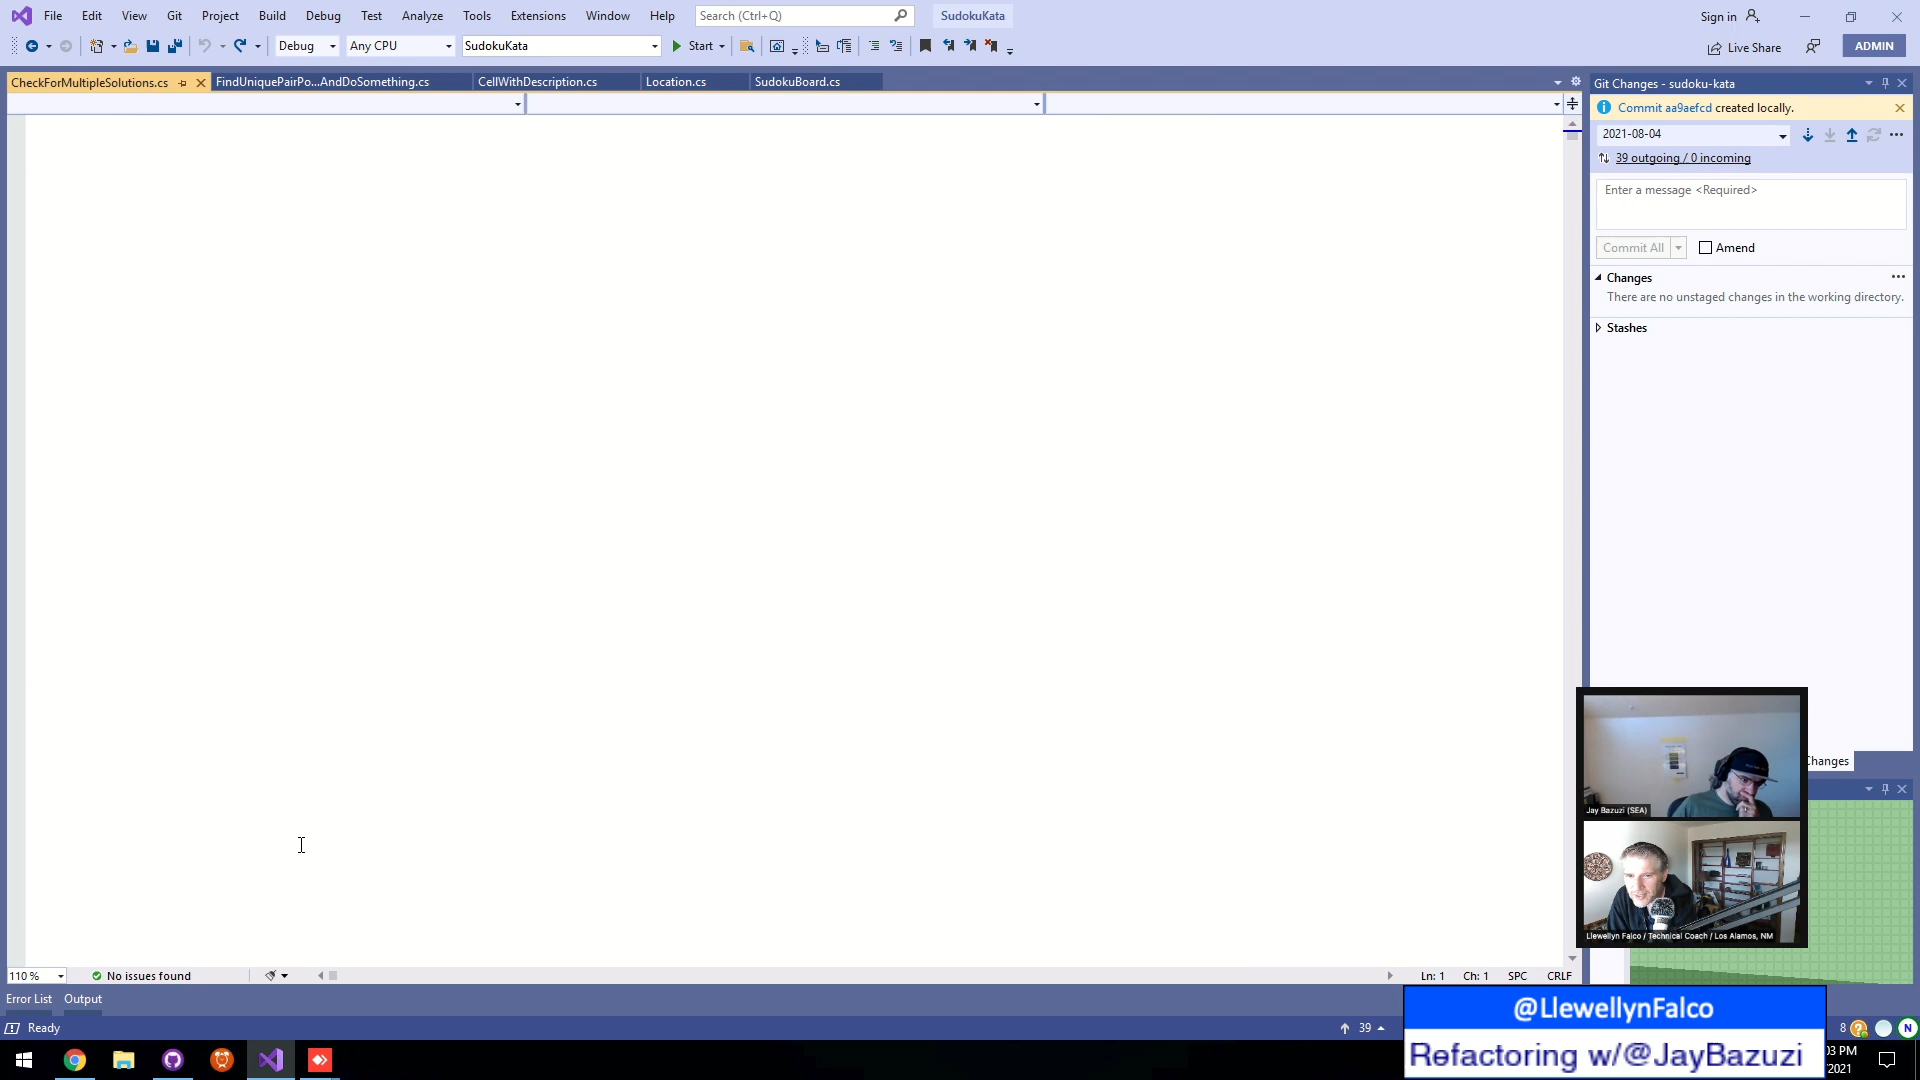 File Edit View Git Project Build Debug Test Analyze Tools Extensions Window Help Search (Ctrl+Q) SudokuKata Sign in
Debug Any CPU SudokuKata Start Live Share ADMIN
CheckForMultipleSolutions.cs FindUniquePairPo...AndDoSomething.cs CellWithDescription.cs Location.cs SudokuBoard.cs
Git Changes - sudoku-kata
Commit aa9aefcd created locally.
2021-08-04
39 outgoing / 0 incoming
Enter a message <Required>
Commit All Amend
Changes
There are no unstaged changes in the working directory.
Stashes
Changes
Jay Bazuzi (SEA)
Llewellyn Falco / Technical Coach / Los Alamos, NM
110 % No issues found Ln: 1 Ch: 1 SPC CRLF
Error List Output
Ready 39 8
@LlewellynFalco
Refactoring w/@JayBazuzi
03 PM
/2021
N